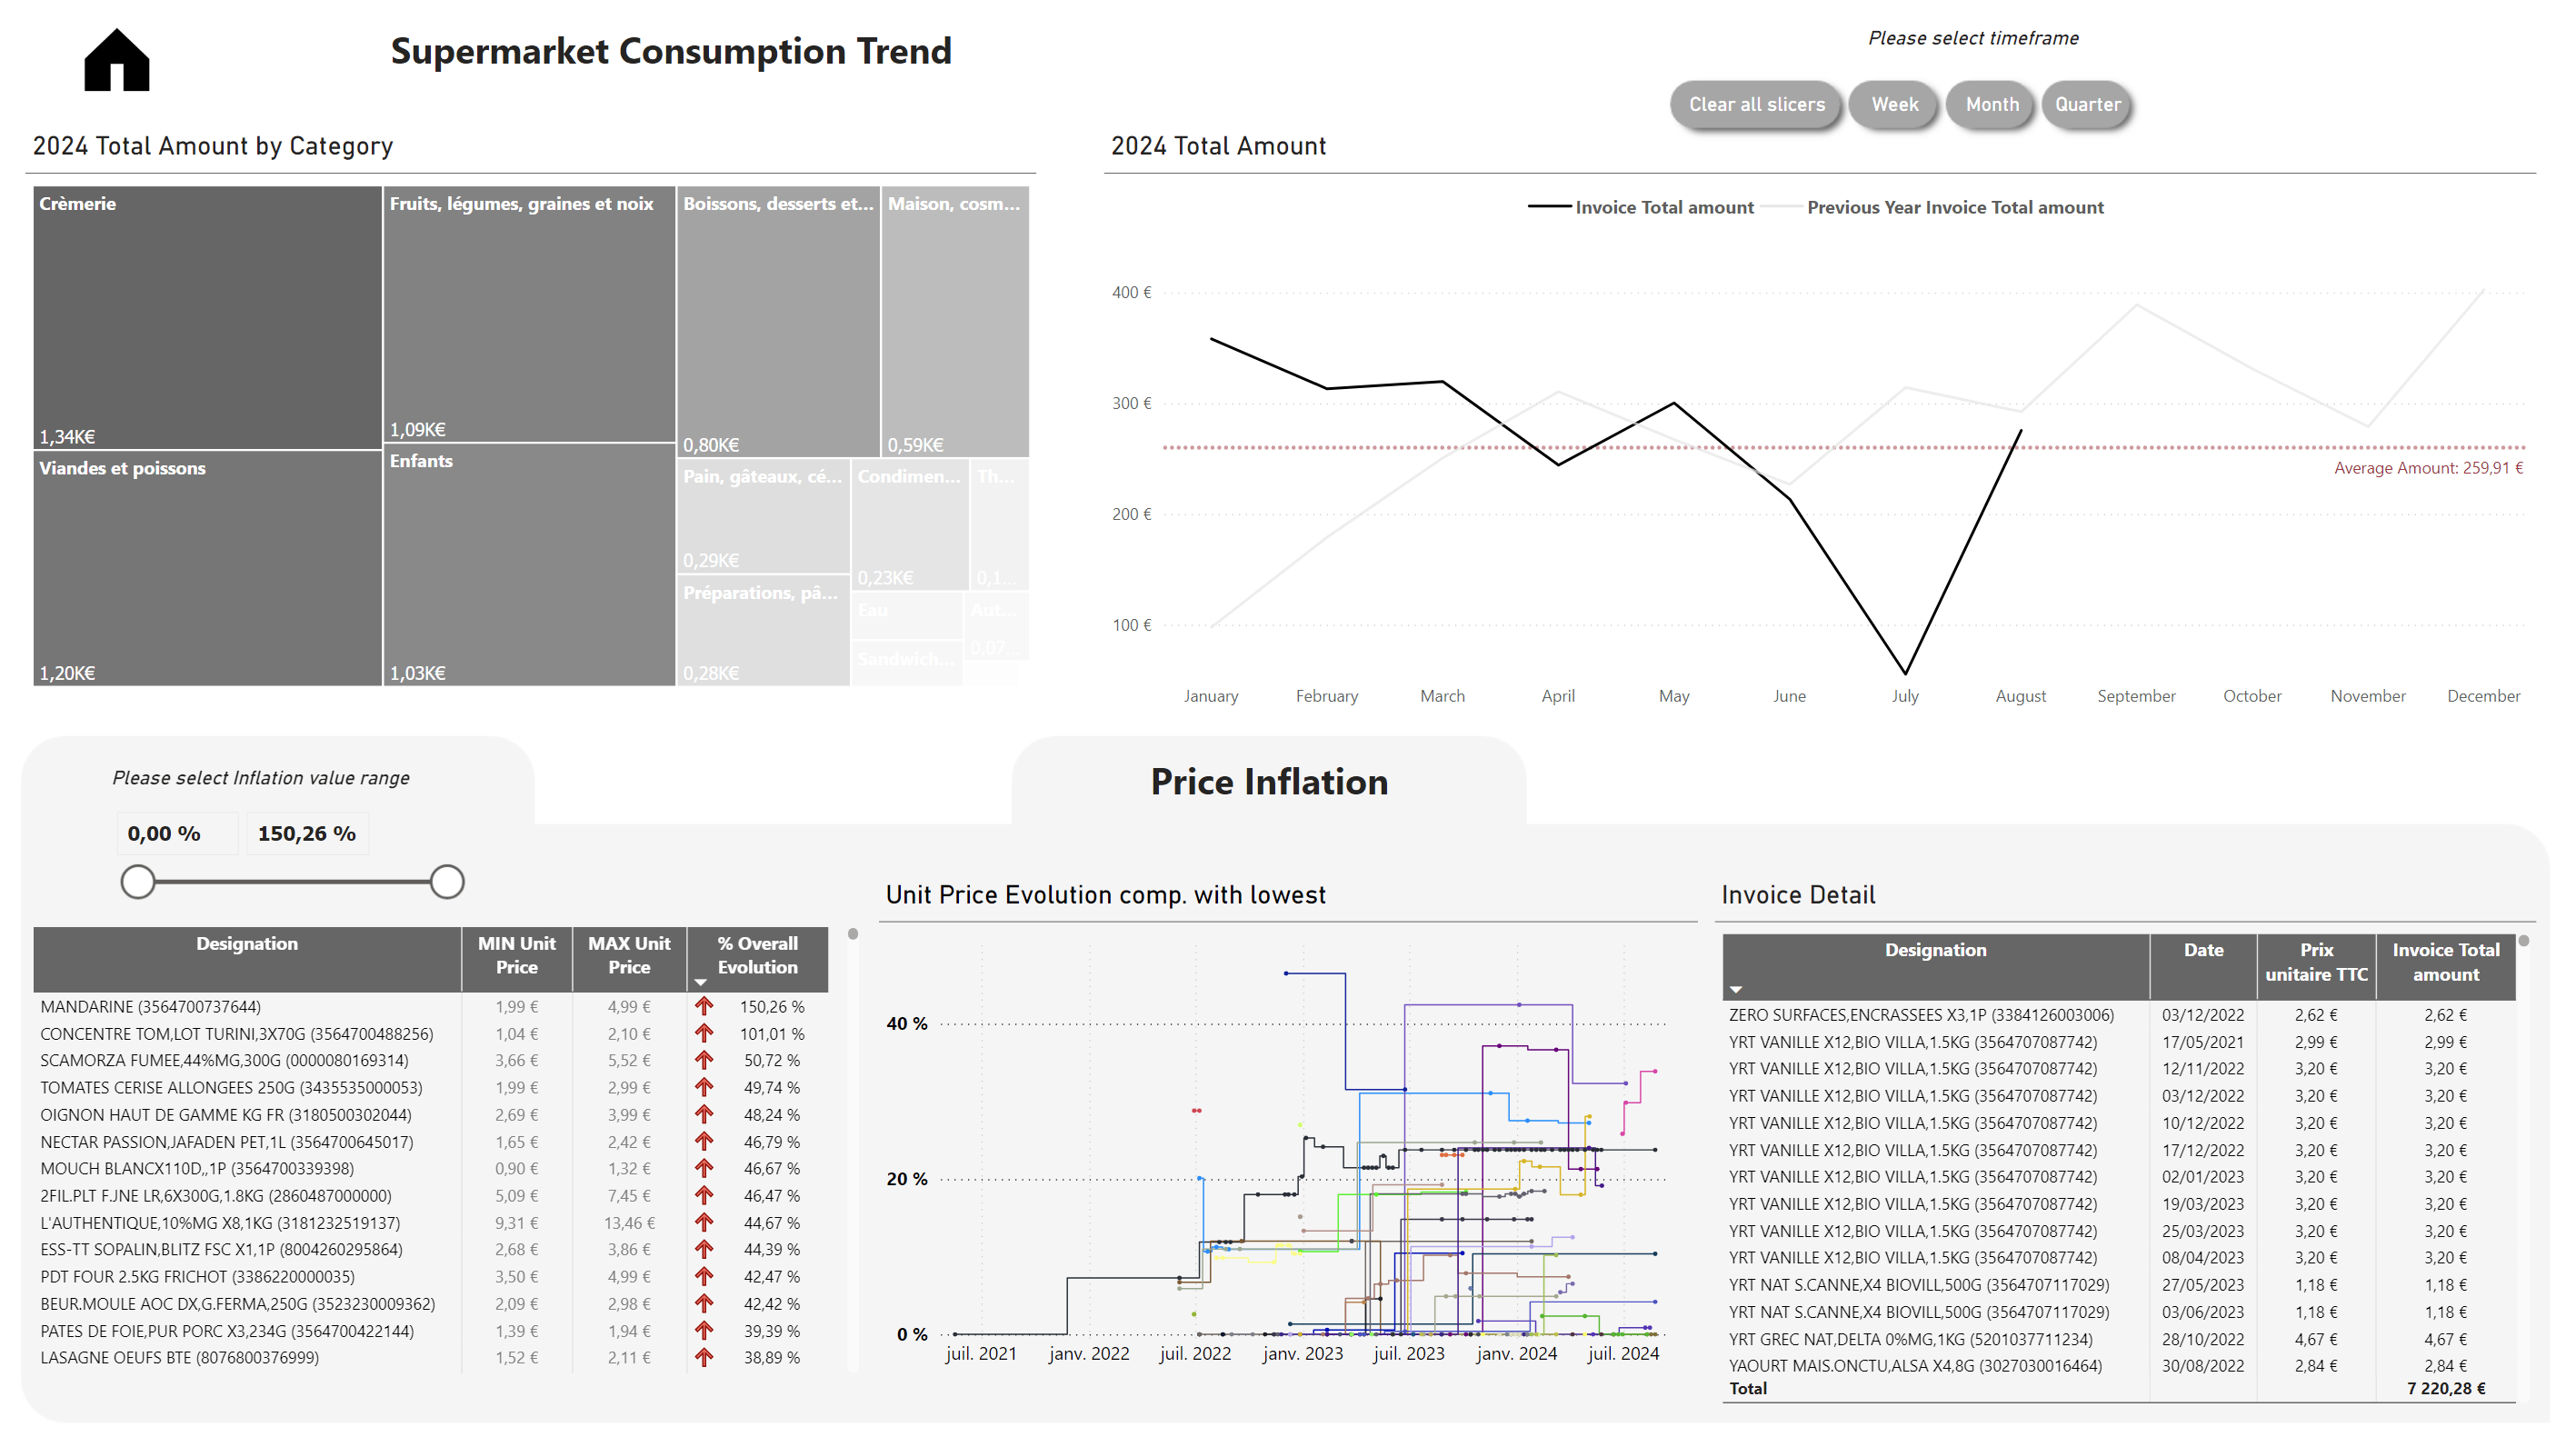 Supermarket Consumption Trend
Please select timeframe
Clear all slicers
Week
Month
Quarter
2024 Total Amount by Category
Crèmerie
1,34K€
Viandes et poissons
1,20K€
Fruits, légumes, graines et noix
1,09K€
Enfants
1,03K€
Boissons, desserts et...
0,80K€
Maison, cosm...
0,59K€
Pain, gâteaux, cé...
0,29K€
Préparations, pâ...
0,28K€
Condimen...
0,23K€
Th...
0,1...
Eau
Sandwich...
Aut...
0,07...
2024 Total Amount
Invoice Total amount
Previous Year Invoice Total amount
400 €
300 €
200 €
100 €
Average Amount: 259,91 €
January February March April May June July August September October November December
Please select Inflation value range
0,00 % 150,26 %
Price Inflation
Designation MIN Unit Price MAX Unit Price % Overall Evolution
MANDARINE (3564700737644) 1,99 € 4,99 € 150,26 %
CONCENTRE TOM,LOT TURINI,3X70G (3564700488256) 1,04 € 2,10 € 101,01 %
SCAMORZA FUMEE,44%MG,300G (0000080169314) 3,66 € 5,52 € 50,72 %
TOMATES CERISE ALLONGEES 250G (3435535000053) 1,99 € 2,99 € 49,74 %
OIGNON HAUT DE GAMME KG FR (3180500302044) 2,69 € 3,99 € 48,24 %
NECTAR PASSION,JAFADEN PET,1L (3564700645017) 1,65 € 2,42 € 46,79 %
MOUCH BLANCX110D,,1P (3564700339398) 0,90 € 1,32 € 46,67 %
2FIL.PLT F.JNE LR,6X300G,1.8KG (2860487000000) 5,09 € 7,45 € 46,47 %
L'AUTHENTIQUE,10%MG X8,1KG (3181232519137) 9,31 € 13,46 € 44,67 %
ESS-TT SOPALIN,BLITZ FSC X1,1P (8004260295864) 2,68 € 3,86 € 44,39 %
PDT FOUR 2.5KG FRICHOT (3386220000035) 3,50 € 4,99 € 42,47 %
BEUR.MOULE AOC DX,G.FERMA,250G (3523230009362) 2,09 € 2,98 € 42,42 %
PATES DE FOIE,PUR PORC X3,234G (3564700422144) 1,39 € 1,94 € 39,39 %
LASAGNE OEUFS BTE (8076800376999) 1,52 € 2,11 € 38,89 %
Unit Price Evolution comp. with lowest
40 %
20 %
0 %
juil. 2021 janv. 2022 juil. 2022 janv. 2023 juil. 2023 janv. 2024 juil. 2024
Invoice Detail
Designation Date Prix unitaire TTC Invoice Total amount
ZERO SURFACES,ENCRASSEES X3,1P (3384126003006) 03/12/2022 2,62 € 2,62 €
YRT VANILLE X12,BIO VILLA,1.5KG (3564707087742) 17/05/2021 2,99 € 2,99 €
YRT VANILLE X12,BIO VILLA,1.5KG (3564707087742) 12/11/2022 3,20 € 3,20 €
YRT VANILLE X12,BIO VILLA,1.5KG (3564707087742) 03/12/2022 3,20 € 3,20 €
YRT VANILLE X12,BIO VILLA,1.5KG (3564707087742) 10/12/2022 3,20 € 3,20 €
YRT VANILLE X12,BIO VILLA,1.5KG (3564707087742) 17/12/2022 3,20 € 3,20 €
YRT VANILLE X12,BIO VILLA,1.5KG (3564707087742) 02/01/2023 3,20 € 3,20 €
YRT VANILLE X12,BIO VILLA,1.5KG (3564707087742) 19/03/2023 3,20 € 3,20 €
YRT VANILLE X12,BIO VILLA,1.5KG (3564707087742) 25/03/2023 3,20 € 3,20 €
YRT VANILLE X12,BIO VILLA,1.5KG (3564707087742) 08/04/2023 3,20 € 3,20 €
YRT NAT S.CANNE,X4 BIOVILL,500G (3564707117029) 27/05/2023 1,18 € 1,18 €
YRT NAT S.CANNE,X4 BIOVILL,500G (3564707117029) 03/06/2023 1,18 € 1,18 €
YRT GREC NAT,DELTA 0%MG,1KG (5201037711234) 28/10/2022 4,67 € 4,67 €
YAOURT MAIS.ONCTU,ALSA X4,8G (3027030016464) 30/08/2022 2,84 € 2,84 €
Total 7 220,28 €